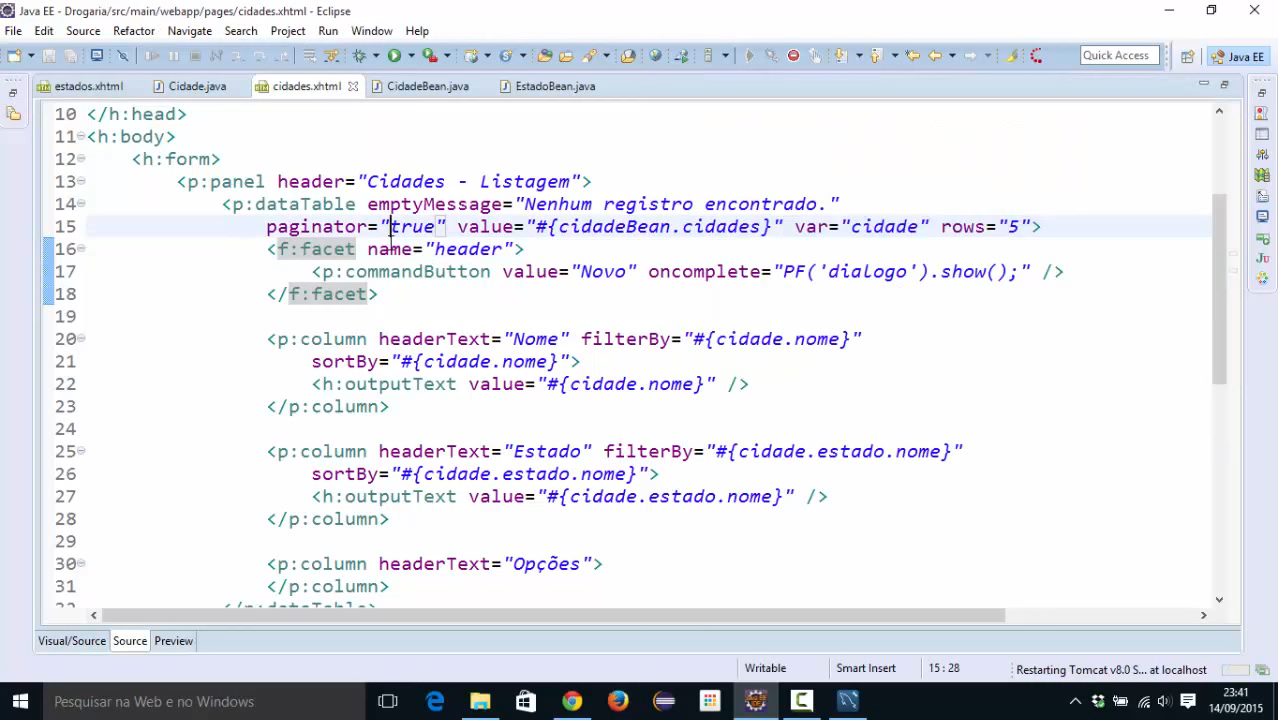 Java EE - Drogaria/src/main/webapp/pages/cidades.xhtml - Eclipse
File Edit Source Refactor Navigate Search Project Run Window Help
Quick Access Java EE
estados.xhtml Cidade.java cidades.xhtml CidadeBean.java EstadoBean.java
10 </h:head>
11 <h:body>
12 <h:form>
13 <p:panel header="Cidades - Listagem">
14 <p:dataTable emptyMessage="Nenhum registro encontrado."
15 paginator="true" value="#{cidadeBean.cidades}" var="cidade" rows="5">
16 <f:facet name="header">
17 <p:commandButton value="Novo" oncomplete="PF('dialogo').show();" />
18 </f:facet>
19
20 <p:column headerText="Nome" filterBy="#{cidade.nome}"
21 sortBy="#{cidade.nome}">
22 <h:outputText value="#{cidade.nome}" />
23 </p:column>
24
25 <p:column headerText="Estado" filterBy="#{cidade.estado.nome}"
26 sortBy="#{cidade.estado.nome}">
27 <h:outputText value="#{cidade.estado.nome}" />
28 </p:column>
29
30 <p:column headerText="Opções">
31 </p:column>
32 </p:dataTable>
Visual/Source Source Preview
Writable Smart Insert 15 : 28 Restarting Tomcat v8.0 S...at localhost
Pesquisar na Web e no Windows
23:41
14/09/2015